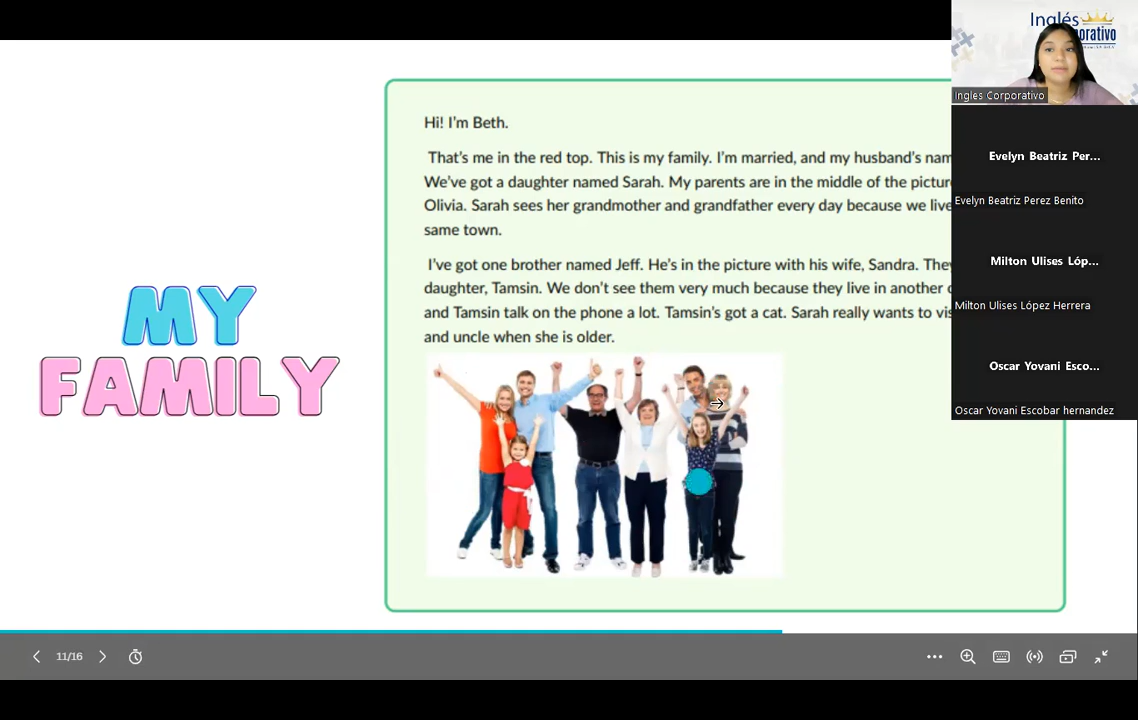 Hi! I'm Beth.
That's me in the red top. This is my family. I'm married, and my husband's
We've got a daughter named Sarah. My parents are in the middle of the
Olivia. Sarah sees her grandmother and grandfather every day because we
same town.
I've got one brother named Jeff. He's in the picture with his wife, Sandra.
daughter, Tamsin. We don't see them very much because they live in another
and Tamsin talk on the phone a lot. Tamsin's got a cat. Sarah really wants to
and uncle when she is older.
MY
FAMILY
Inglés
Ingles Corporativo
Evelyn Beatriz Per...
Evelyn Beatriz Perez Benito
Milton Ulises Lóp...
Milton Ulises López Herrera
Oscar Yovani Esco...
Oscar Yovani Escobar hernandez
11/16